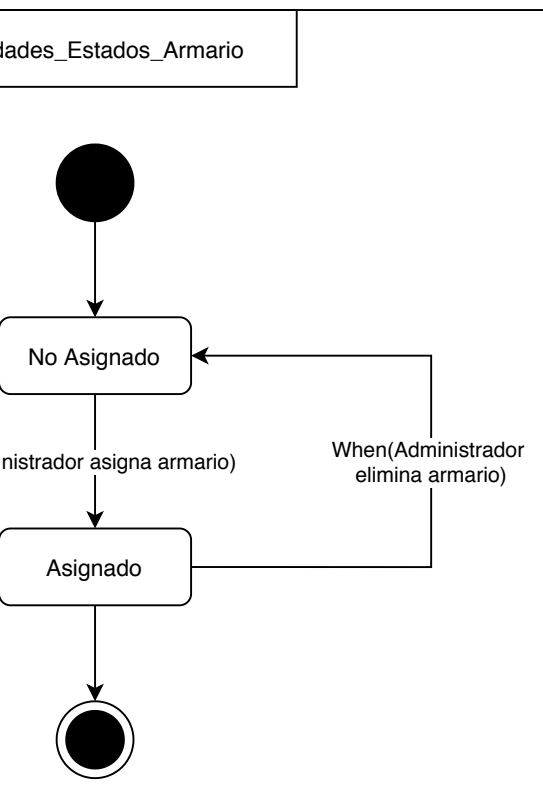 dades_Estados_Armario
No Asignado
nistrador asigna armario)
When(Administrador
elimina armario)
Asignado